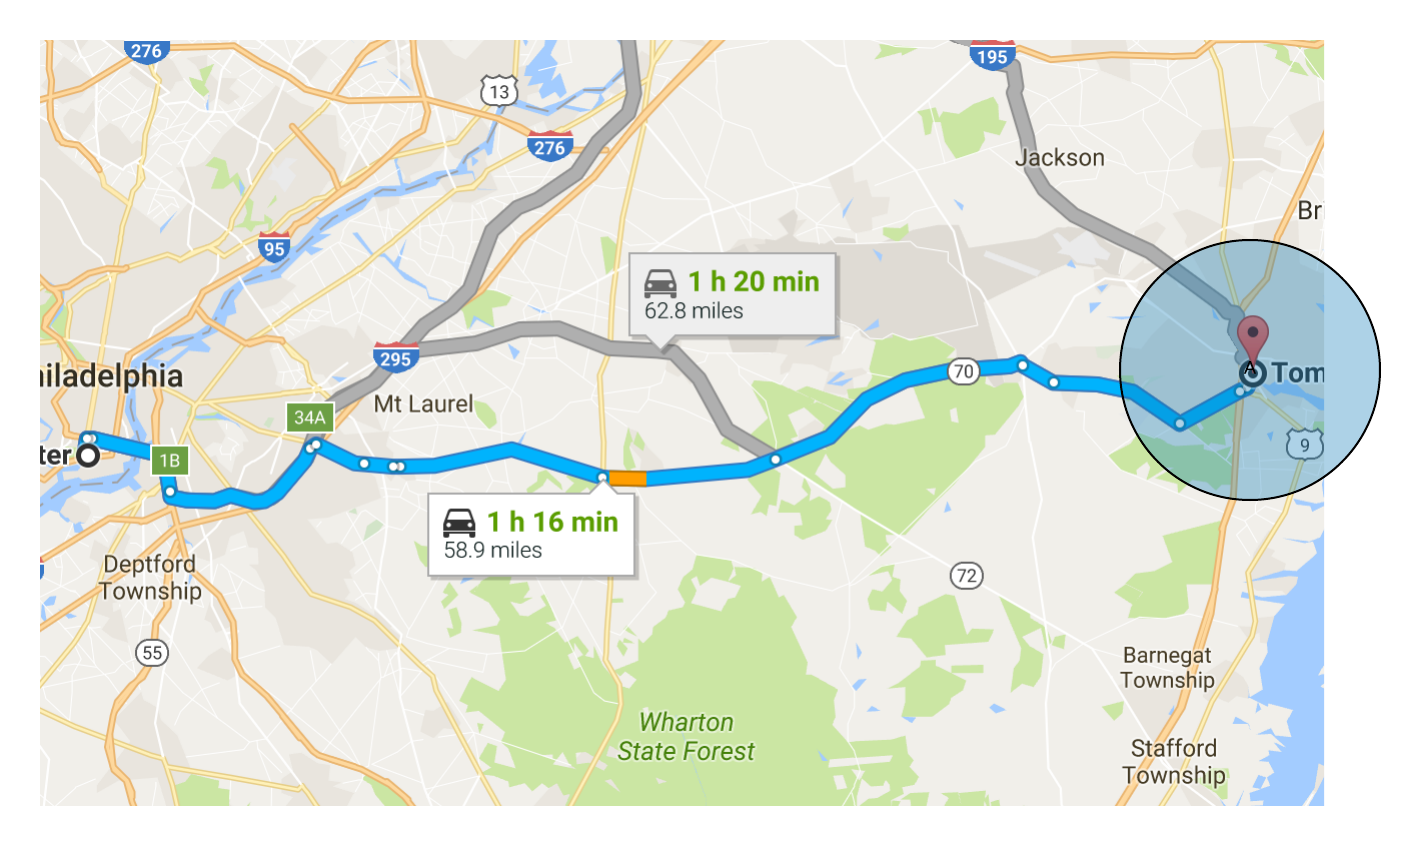 276
195
13
276
Jackson
Br
95
1 h 20 min
62.8 miles
295
70
A
Tom
hiladelphia
Mt Laurel
34A
9
ter
1B
1 h 16 min
58.9 miles
Deptford
Township
72
55
Barnegat
Township
Wharton
State Forest
Stafford
Township